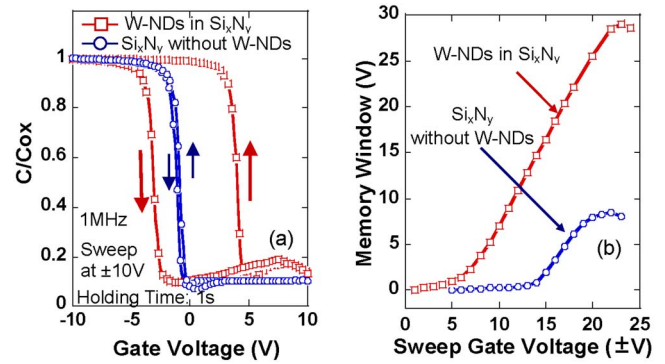 W-NDs in SixNy
SixNy without W-NDs
C/Cox
1
0.8
0.6
0.4
0.2
0
1MHz
Sweep
at ±10V
Holding Time: 1s
(a)
-10
-5
0
5
10
Gate Voltage (V)
Memory Window (V)
30
25
20
15
10
5
0
W-NDs in SixNy
SixNy
without W-NDs
(b)
0
5
10
15
20
25
Sweep Gate Voltage (±V)